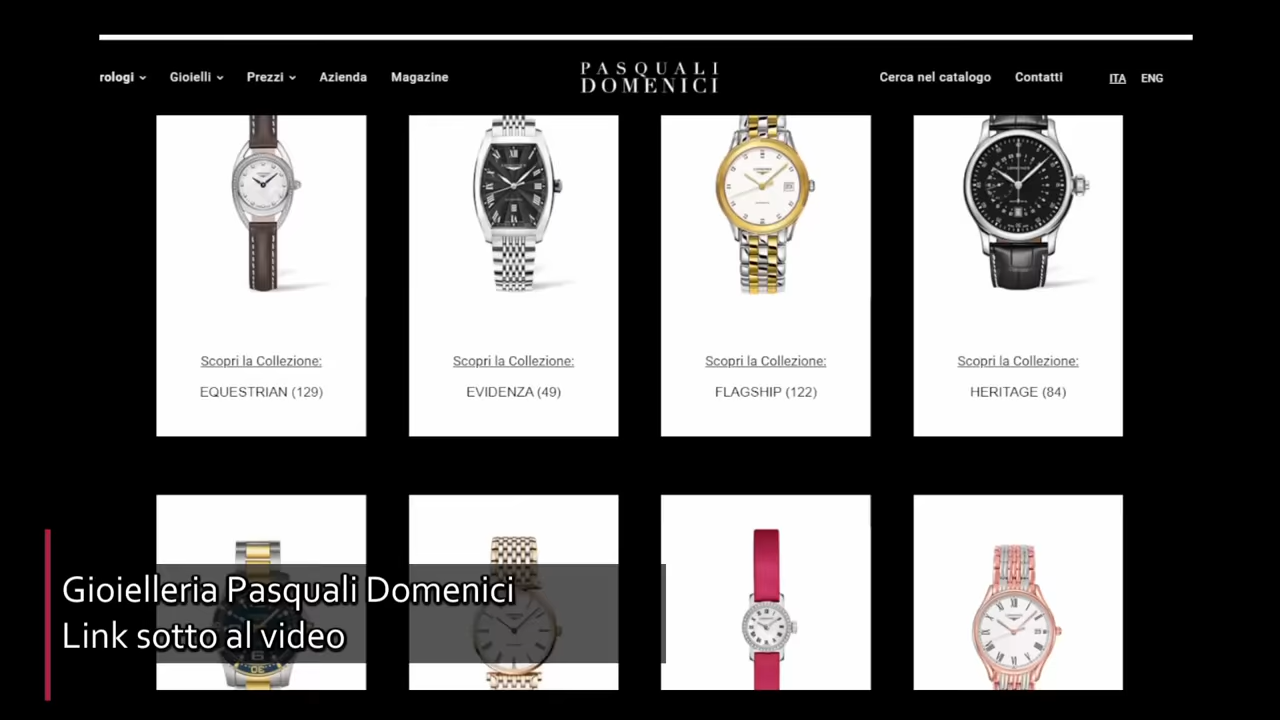 rologi Gioielli Prezzi Azienda Magazine
PASQUALI
DOMENICI
Cerca nel catalogo Contatti ITA ENG
Scopri la Collezione:
EQUESTRIAN (129)
Scopri la Collezione:
EVIDENZA (49)
Scopri la Collezione:
FLAGSHIP (122)
Scopri la Collezione:
HERITAGE (84)
Gioielleria Pasquali Domenici
Link sotto al video